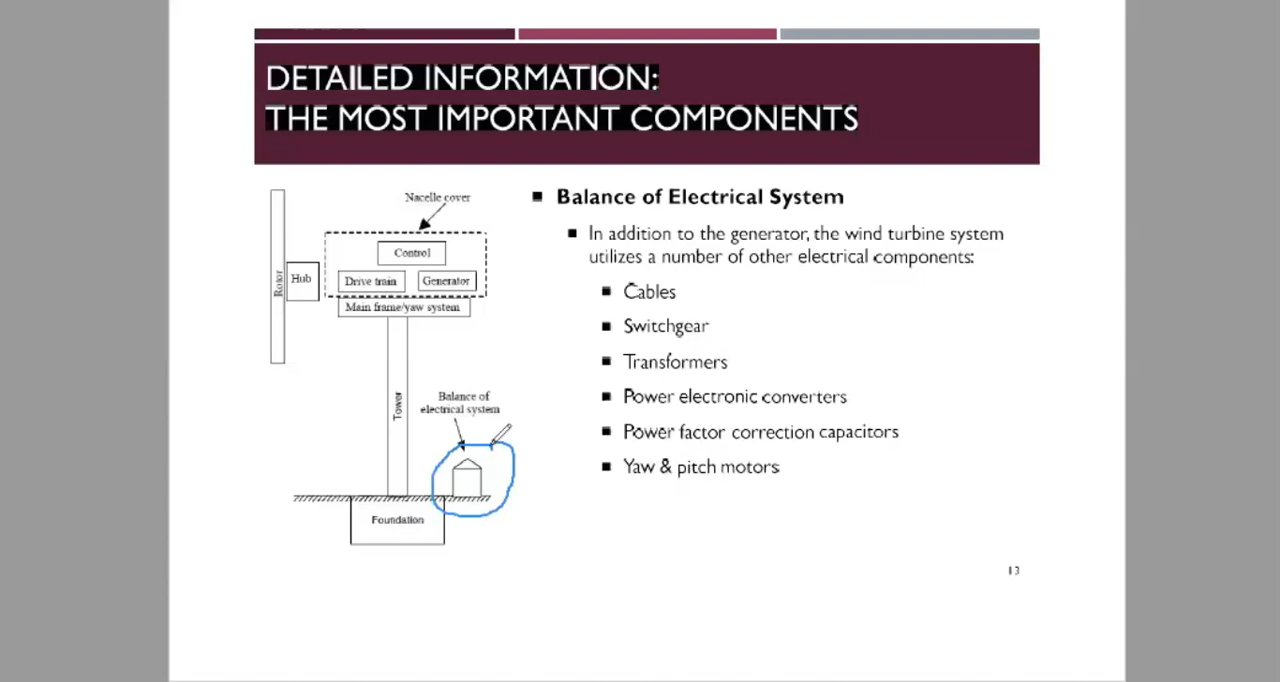 DETAILED INFORMATION:
THE MOST IMPORTANT COMPONENTS
Nacelle cover
Control
Rotor
Hub
Drive train
Generator
Main frame/yaw system
Tower
Balance of
electrical system
Foundation
Balance of Electrical System
In addition to the generator, the wind turbine system
utilizes a number of other electrical components:
Cables
Switchgear
Transformers
Power electronic converters
Power factor correction capacitors
Yaw & pitch motors
13